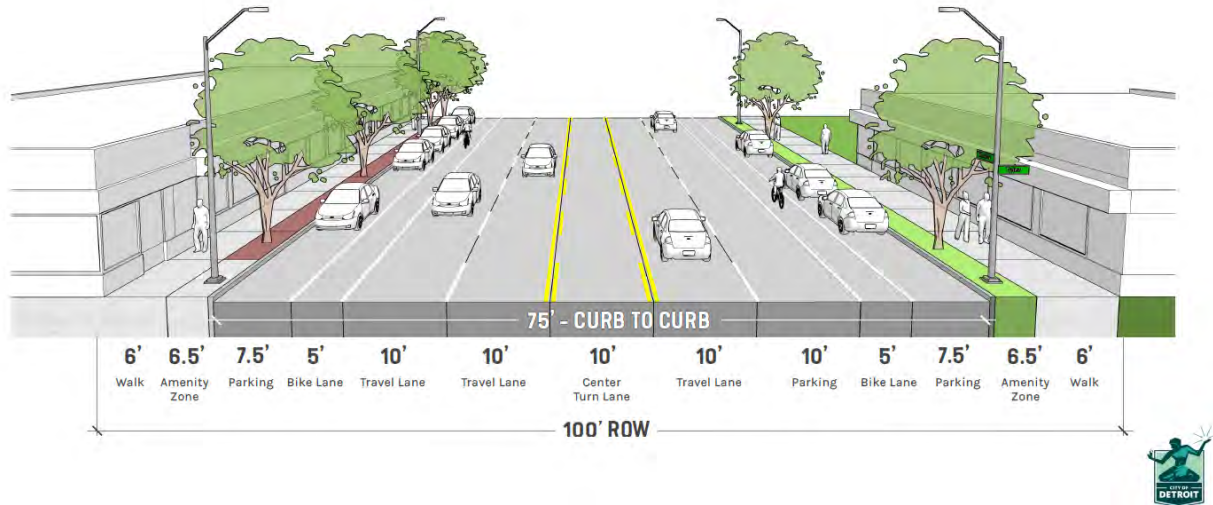 75' - CURB TO CURB
6' 6.5' 7.5' 5' 10' 10' 10' 10' 10' 5' 7.5' 6.5' 6'
Walk Amenity Zone Parking Bike Lane Travel Lane Travel Lane Center Turn Lane Travel Lane Parking Bike Lane Parking Amenity Zone Walk
100' ROW
CITY OF
DETROIT